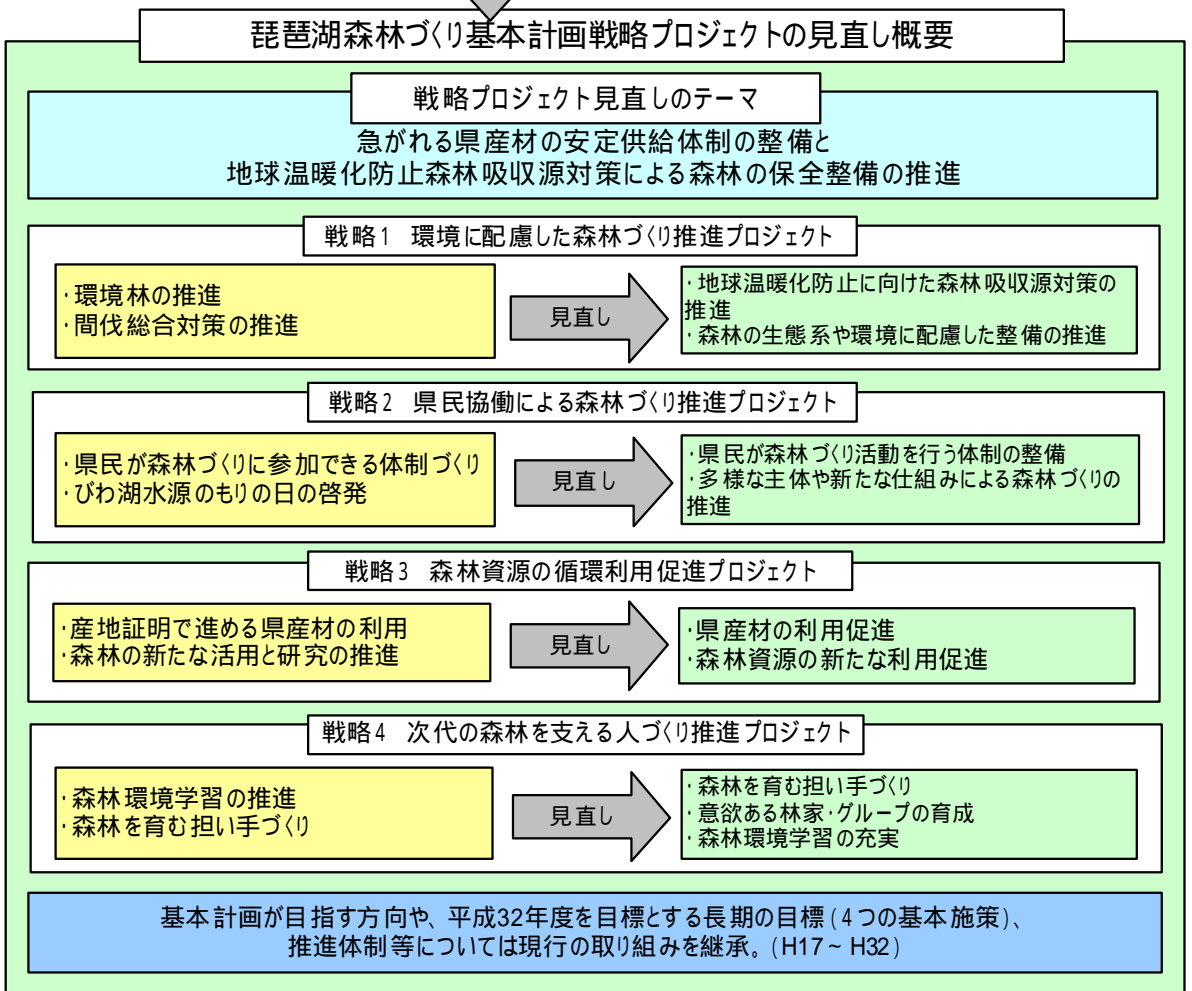 琵琶湖森林づくり基本計画戦略プロジェクトの見直し概要
戦略プロジェクト見直しのテーマ
急がれる県産材の安定供給体制の整備と
地球温暖化防止森林吸収源対策による森林の保全整備の推進
戦略1 環境に配慮した森林づくり推進プロジェクト
・環境林の推進
・間伐総合対策の推進
見直し
・地球温暖化防止に向けた森林吸収源対策の
推進
・森林の生態系や環境に配慮した整備の推進
戦略2 県民協働による森林づくり推進プロジェクト
・県民が森林づくりに参加できる体制づくり
・びわ湖水源のもりの日の啓発
見直し
・県民が森林づくり活動を行う体制の整備
・多様な主体や新たな仕組みによる森林づくりの
推進
戦略3 森林資源の循環利用促進プロジェクト
・産地証明で進める県産材の利用
・森林の新たな活用と研究の推進
見直し
・県産材の利用促進
・森林資源の新たな利用促進
戦略4 次代の森林を支える人づくり推進プロジェクト
・森林環境学習の推進
・森林を育む担い手づくり
見直し
・森林を育む担い手づくり
・意欲ある林家・グループの育成
・森林環境学習の充実
基本計画が目指す方向や、平成32年度を目標とする長期の目標(4つの基本施策)、
推進体制等については現行の取り組みを継承。(H17~H32)